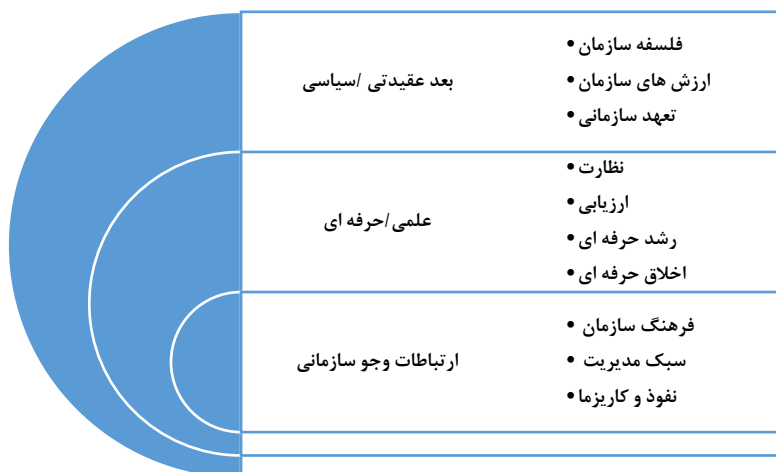 • فلسفه سازمان
• ارزش های سازمان
• تعهد سازمانی
بعد عقیدتی /سیاسی
• نظارت
• ارزیابی
• رشد حرفه ای
• اخلاق حرفه ای
علمی/حرفه ای
• فرهنگ سازمان
• سبک مدیریت
• نفوذ و کاریزما
ارتباطات وجو سازمانی